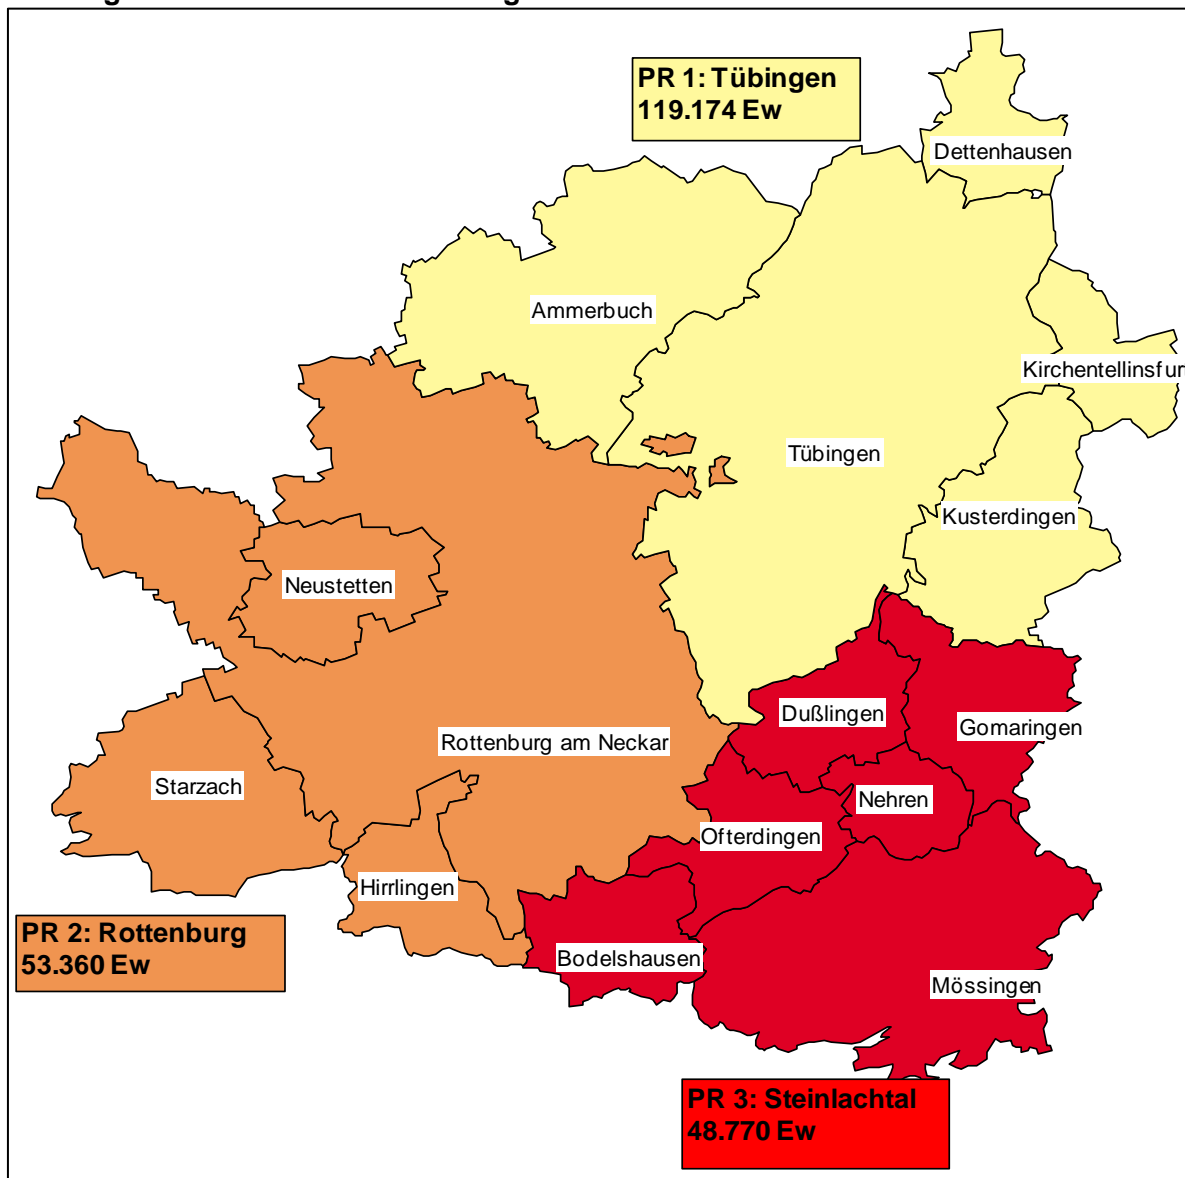 PR 1: Tübingen
119.174 Ew
Dettenhausen
Ammerbuch
Kirchentellinsfur
Tübingen
Kusterdingen
Neustetten
Dußlingen
Gomaringen
Rottenburg am Neckar
Starzach
Nehren
Ofterdingen
Hirrlingen
PR 2: Rottenburg
53.360 Ew
Bodelshausen
Mössingen
PR 3: Steinlachtal
48.770 Ew